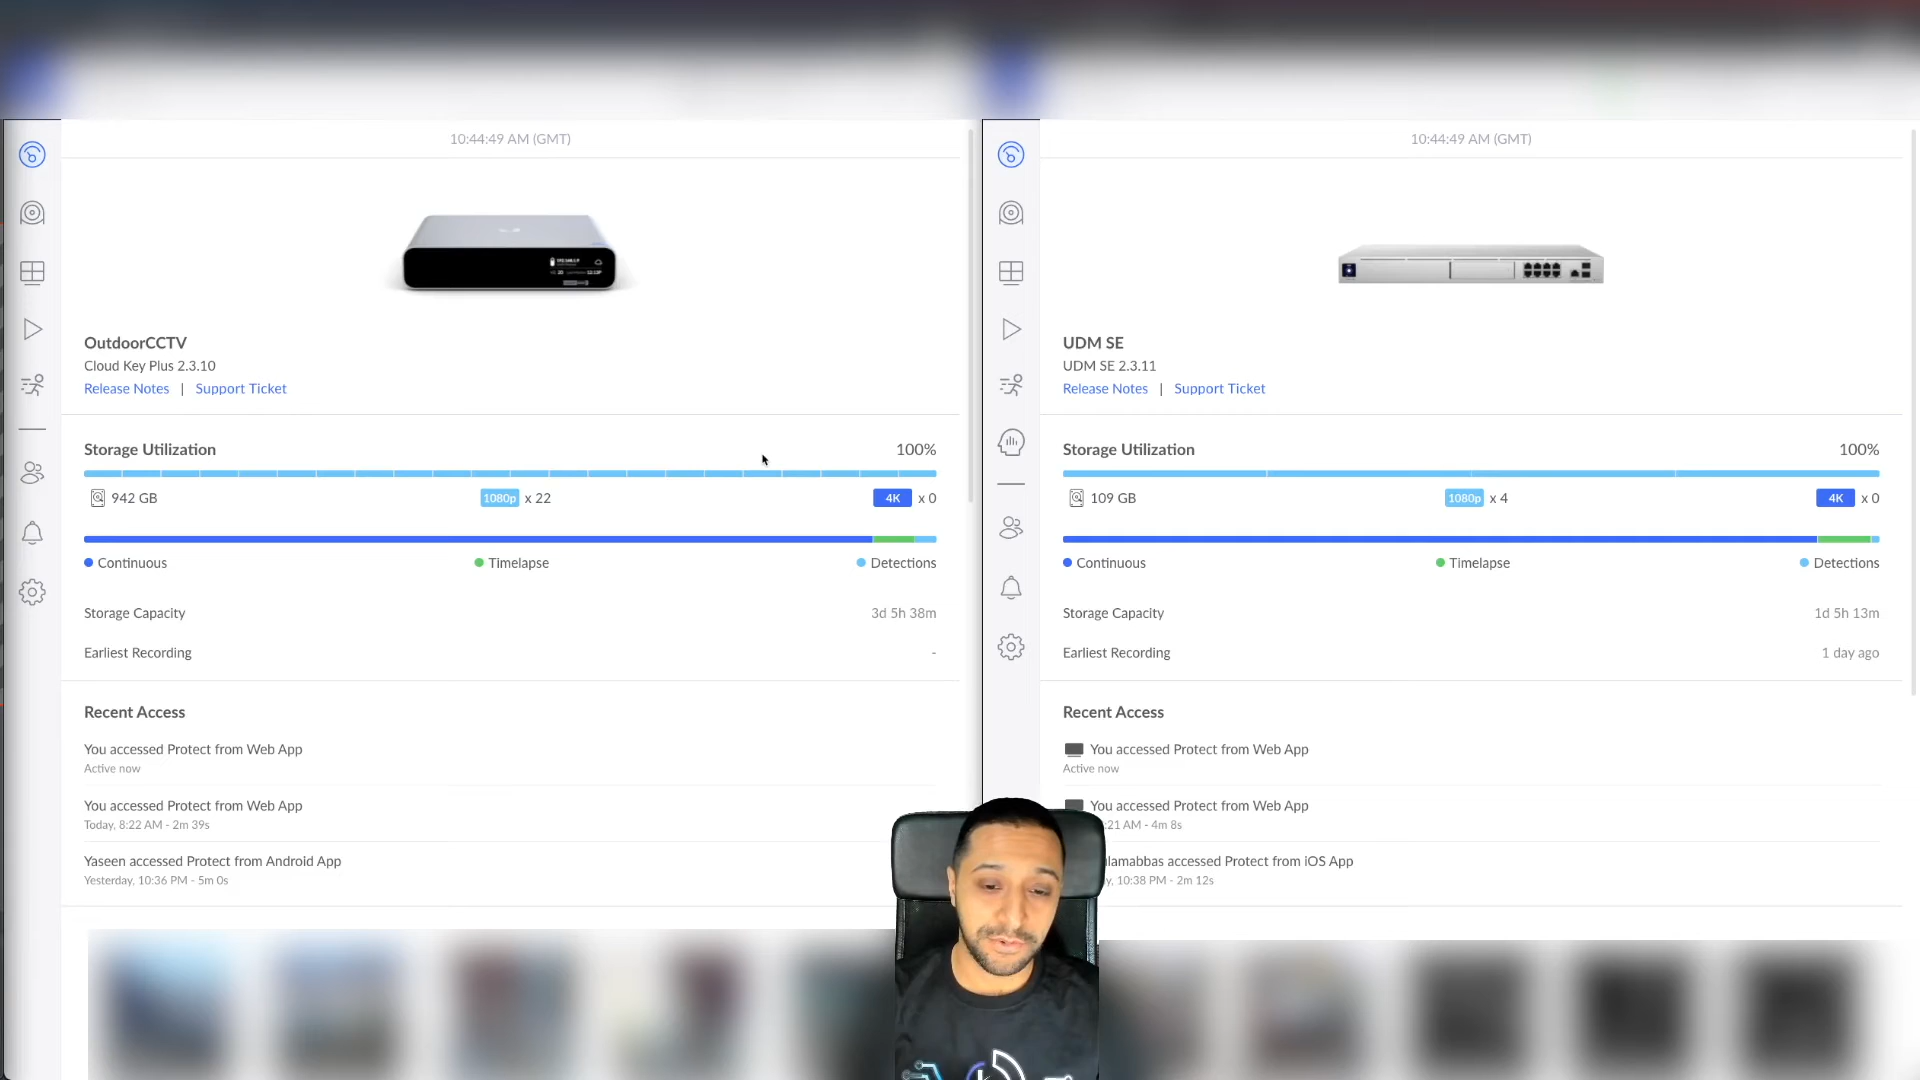 10:44:49 AM (GMT)
OutdoorCCTV
Cloud Key Plus 2.3.10
Release Notes | Support Ticket
Storage Utilization 100%
942 GB 1080p x 22 4K x 0
Continuous Timelapse Detections
Storage Capacity 3d 5h 38m
Earliest Recording -
Recent Access
You accessed Protect from Web App
Active now
You accessed Protect from Web App
Today, 8:22 AM - 2m 39s
Yaseen accessed Protect from Android App
Yesterday, 10:36 PM - 5m 0s
10:44:49 AM (GMT)
UDM SE
UDM SE 2.3.11
Release Notes | Support Ticket
Storage Utilization 100%
109 GB 1080p x 4 4K x 0
Continuous Timelapse Detections
Storage Capacity 1d 5h 13m
Earliest Recording 1 day ago
Recent Access
You accessed Protect from Web App
Active now
You accessed Protect from Web App
:21 AM - 4m 8s
lamabbas accessed Protect from iOS App
y, 10:38 PM - 2m 12s